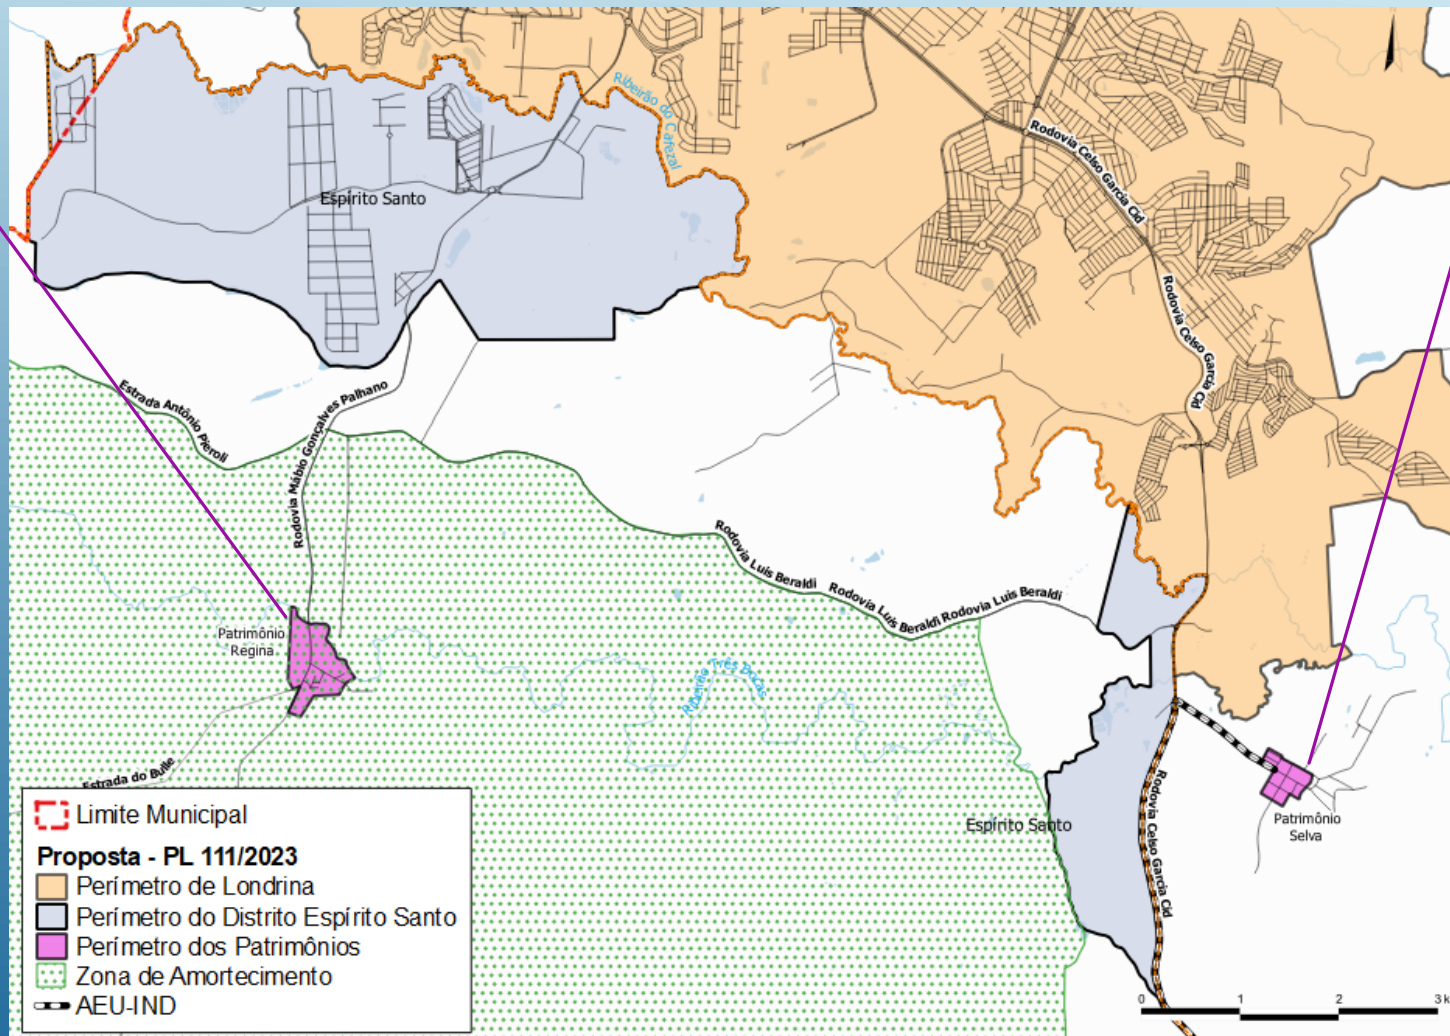 Ribeirão do Cafezal
Rodovia Celso Garcia Cid
Espírito Santo
Rodovia Celso Garcia Cid
Estrada Antônio Pieroli
Rodovia Mábio Gonçalves Palhano
Rodovia Luís Beraldi
Rodovia Luís Beraldi
Rodovia Luís Beraldi
Patrimônio
Regina
Ribeirão Três Bocas
Estrada do Bule
Espírito Santo
Rodovia Celso Garcia Cid
Patrimônio
Selva
Limite Municipal
Proposta - PL 111/2023
Perímetro de Londrina
Perímetro do Distrito Espírito Santo
Perímetro dos Patrimônios
Zona de Amortecimento
AEU-IND
0 1 2 3 k